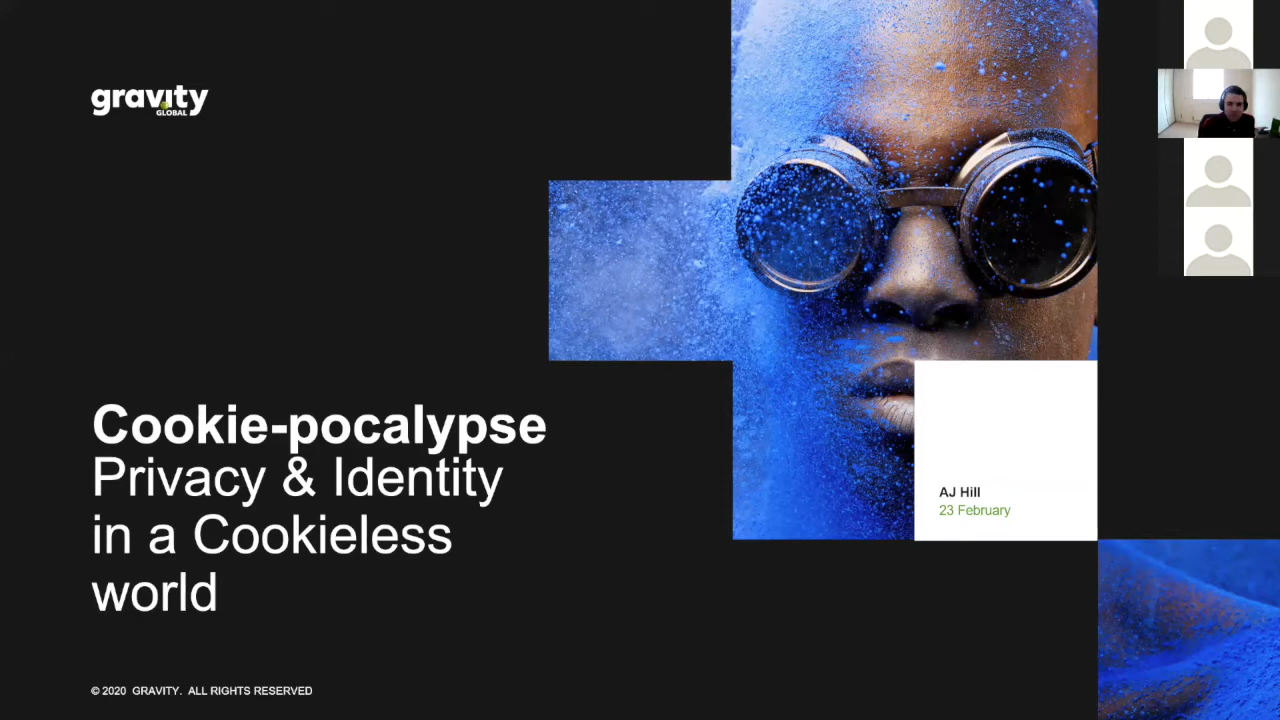 gravity
GLOBAL
Cookie-pocalypse
Privacy & Identity
in a Cookieless
world
AJ Hill
23 February
© 2020 GRAVITY. ALL RIGHTS RESERVED